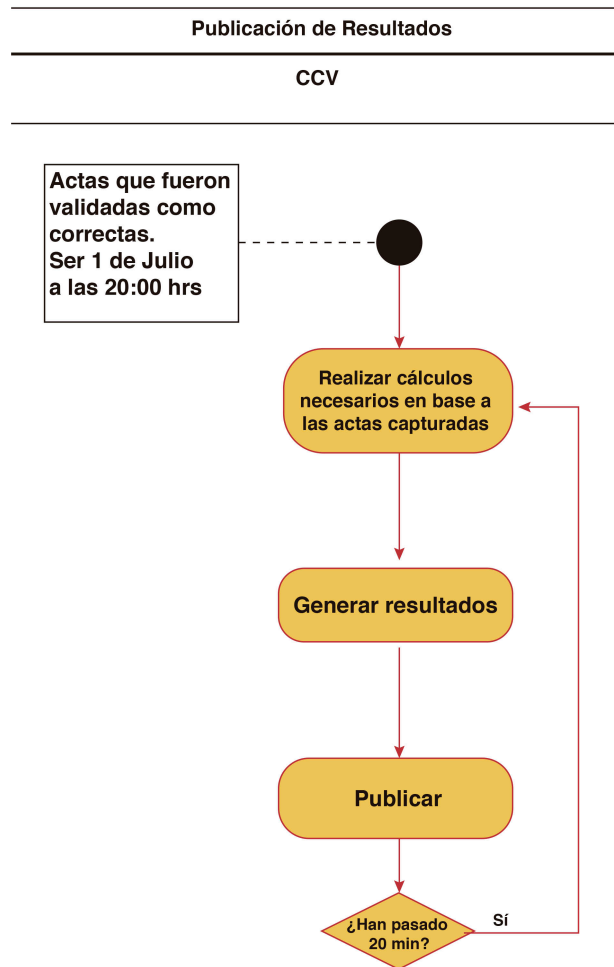 Publicación de Resultados
CCV
Actas que fueron
validadas como
correctas.
Ser 1 de Julio
a las 20:00 hrs
Realizar cálculos
necesarios en base a
las actas capturadas
Generar resultados
Publicar
¿Han pasado
20 min?
Sí